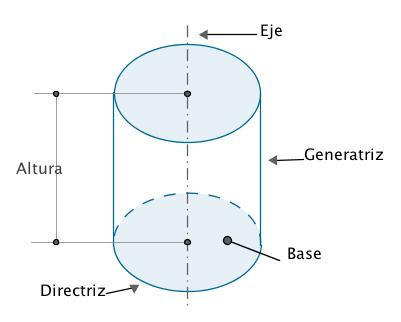 Eje
Generatriz
Altura
Base
Directriz